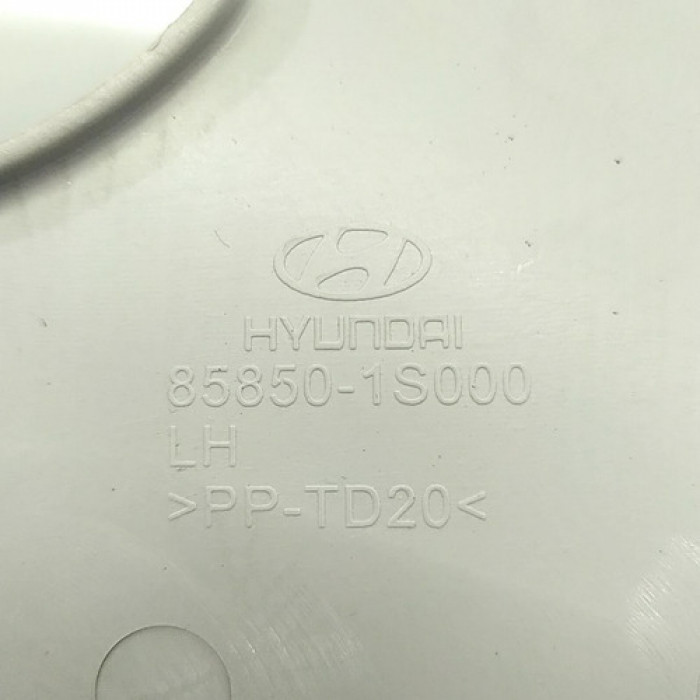 HYUNDAI
85850-1S000
LH
>PP-TD20<